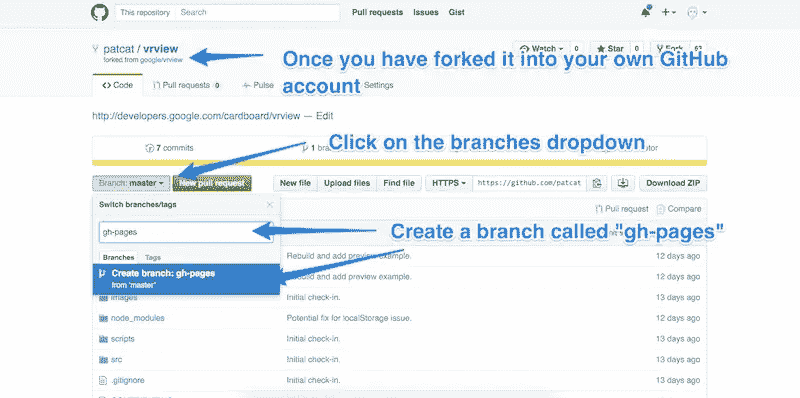 This repository Search Pull requests Issues Gist
patcat / vrview
forked from google/vrview
Watch Star 0 Fork 63
Once you have forked it into your own GitHub account
Code Pull requests 0 Pulse Settings
http://developers.google.com/cardboard/vrview — Edit
7 commits 1
Click on the branches dropdown
Branch: master New pull request New file Upload files Find file HTTPS https://github.com/patcat Download ZIP
Switch branches/tags
Pull request Compare
gh-pages
Create a branch called "gh-pages"
Branches Tags
Rebuild and add preview example. 12 days ago
Create branch: gh-pages
from 'master'
Rebuild and add preview example. 12 days ago
images Initial check-in. 13 days ago
node_modules Potential fix for localStorage issue. 12 days ago
scripts Initial check-in. 13 days ago
src Initial check-in. 13 days ago
.gitignore Initial check-in. 13 days ago